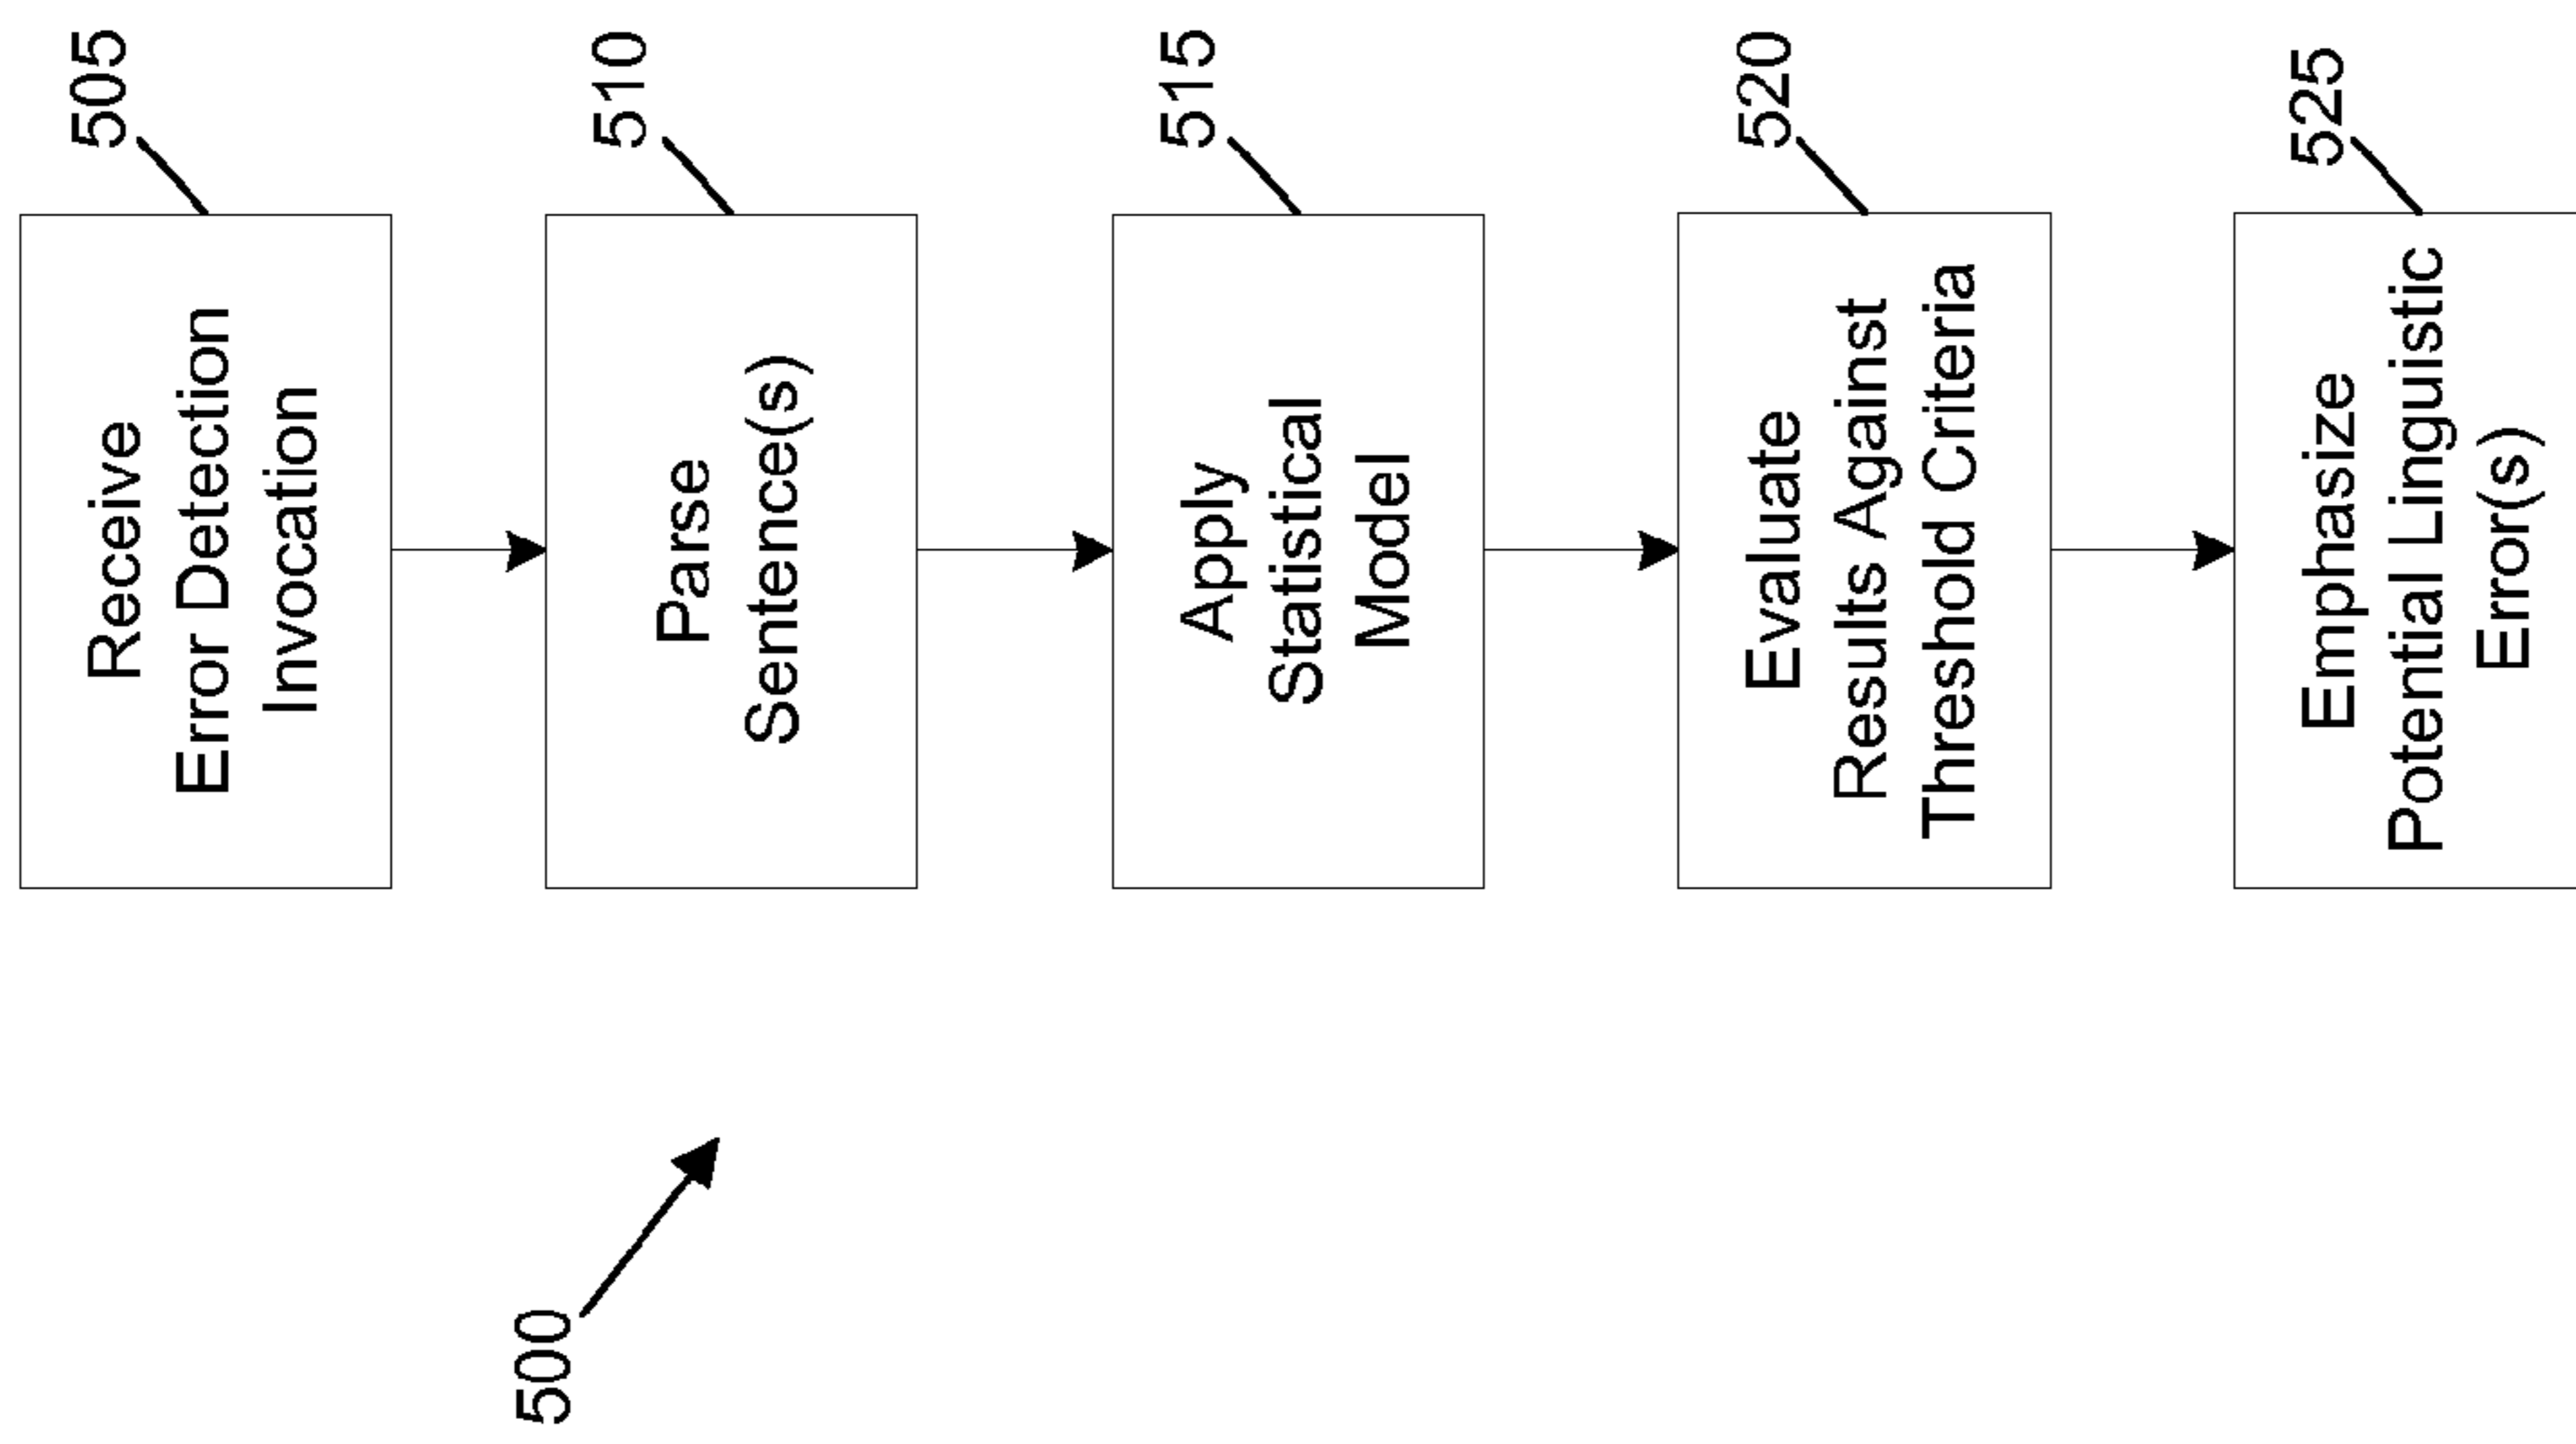 500
505
Receive
Error Detection
Invocation
510
Parse
Sentence(s)
515
Apply
Statistical
Model
520
Evaluate
Results Against
Threshold Criteria
525
Emphasize
Potential Linguistic
Error(s)